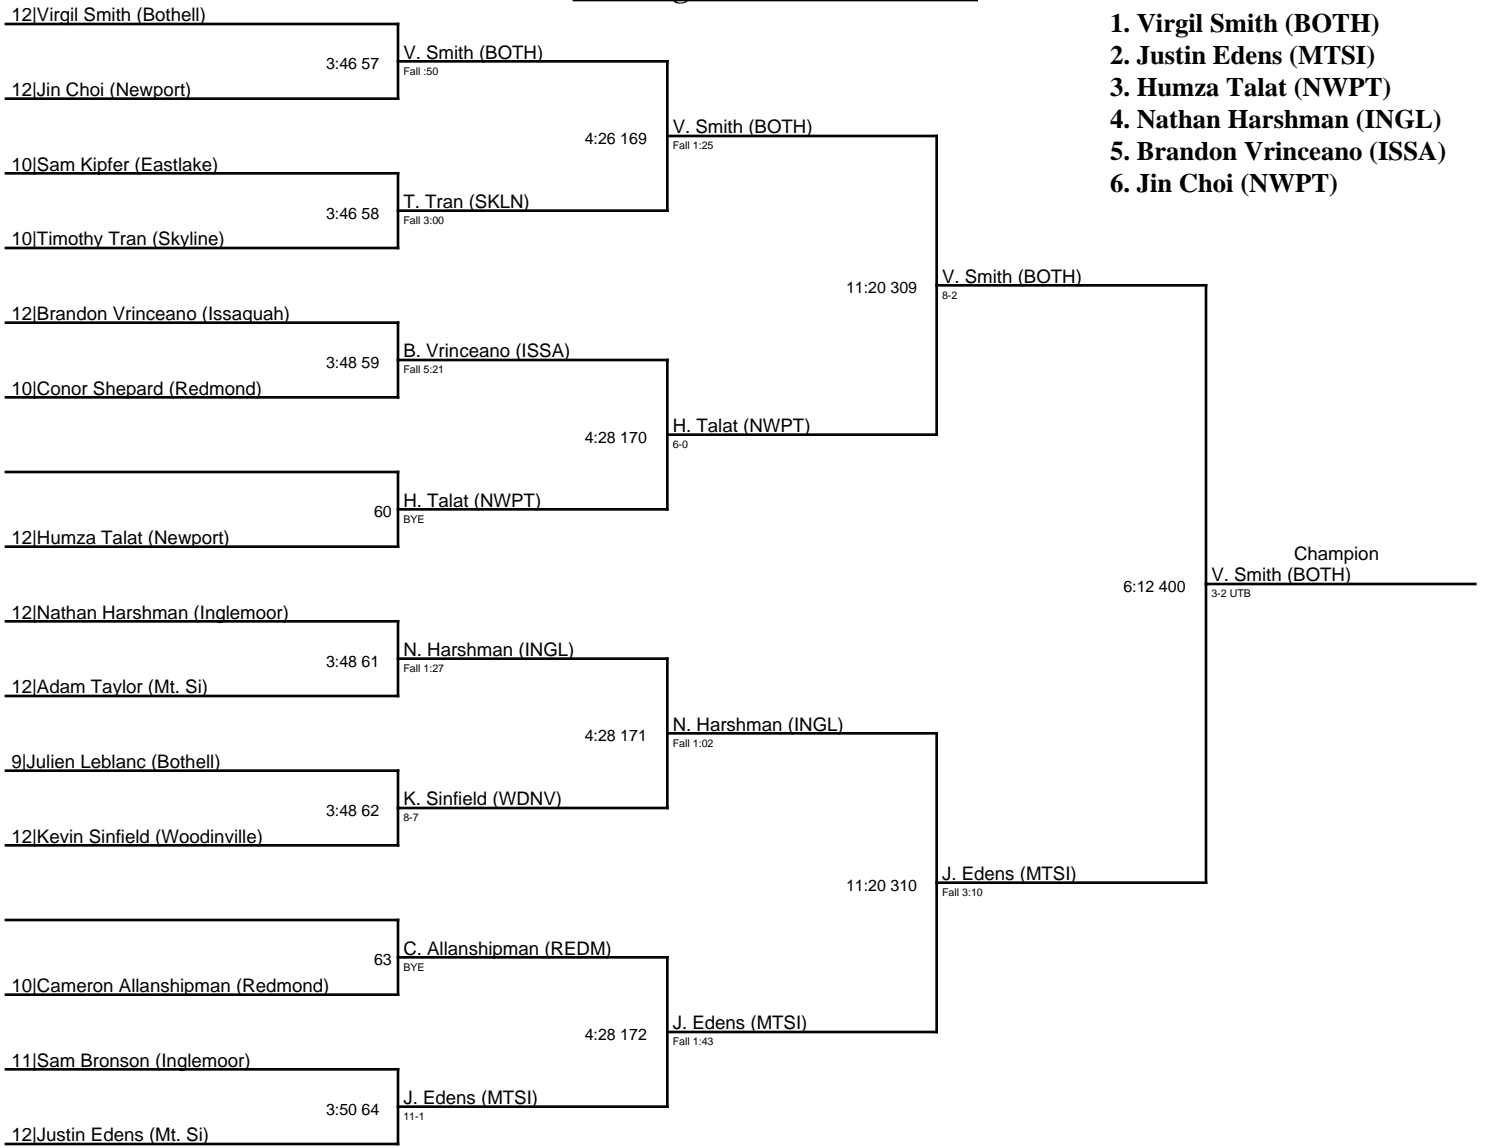 12|Virgil Smith (Bothell)
3:46 57
12|Jin Choi (Newport)
V. Smith (BOTH)
Fall :50
10|Sam Kipfer (Eastlake)
3:46 58
10|Timothy Tran (Skyline)
T. Tran (SKLN)
Fall 3:00
4:26 169
V. Smith (BOTH)
Fall 1:25
12|Brandon Vrinceano (Issaquah)
3:48 59
10|Conor Shepard (Redmond)
B. Vrinceano (ISSA)
Fall 5:21
60
12|Humza Talat (Newport)
H. Talat (NWPT)
BYE
4:28 170
H. Talat (NWPT)
6-0
11:20 309
V. Smith (BOTH)
8-2
12|Nathan Harshman (Inglemoor)
3:48 61
12|Adam Taylor (Mt. Si)
N. Harshman (INGL)
Fall 1:27
9|Julien Leblanc (Bothell)
3:48 62
12|Kevin Sinfield (Woodinville)
K. Sinfield (WDNV)
8-7
4:28 171
N. Harshman (INGL)
Fall 1:02
63
10|Cameron Allanshipman (Redmond)
C. Allanshipman (REDM)
BYE
11|Sam Bronson (Inglemoor)
3:50 64
12|Justin Edens (Mt. Si)
J. Edens (MTSI)
11-1
4:28 172
J. Edens (MTSI)
Fall 1:43
11:20 310
J. Edens (MTSI)
Fall 3:10
6:12 400
Champion
V. Smith (BOTH)
3-2 UTB
1. Virgil Smith (BOTH)
2. Justin Edens (MTSI)
3. Humza Talat (NWPT)
4. Nathan Harshman (INGL)
5. Brandon Vrinceano (ISSA)
6. Jin Choi (NWPT)